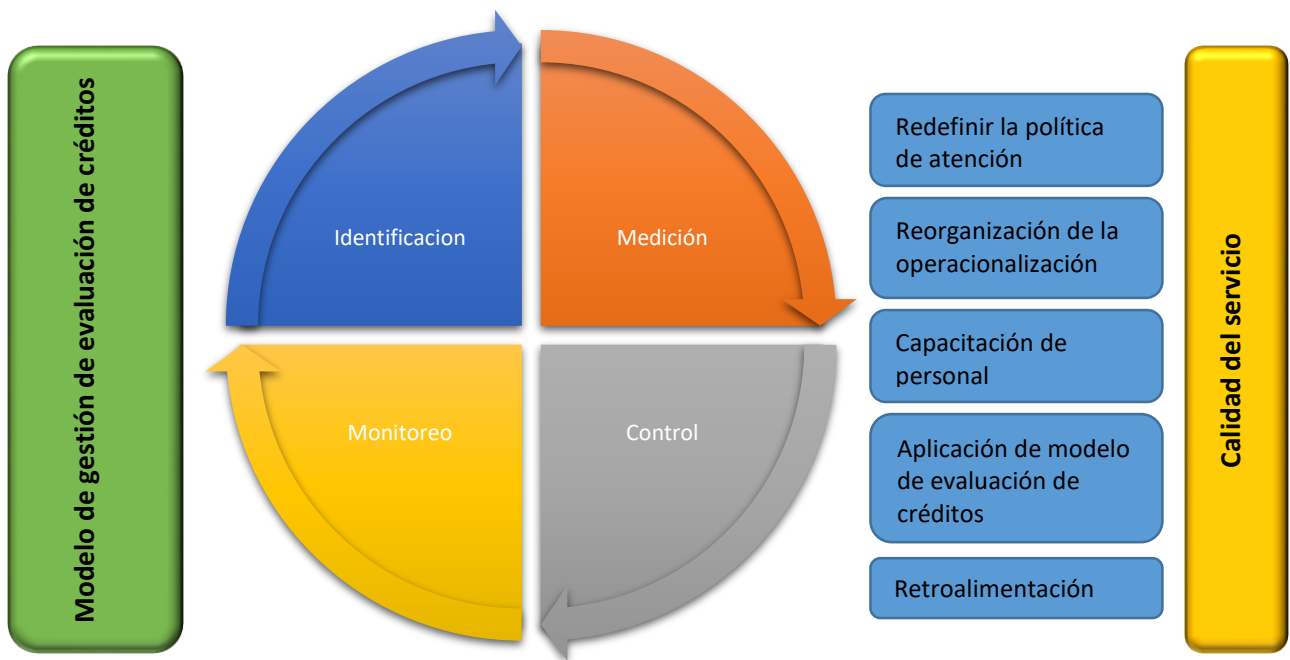 Modelo de gestión de evaluación de créditos
Identificacion
Medición
Monitoreo
Control
Redefinir la política
de atención
Reorganización de la
operacionalización
Capacitación de
personal
Aplicación de modelo
de evaluación de
créditos
Retroalimentación
Calidad del servicio